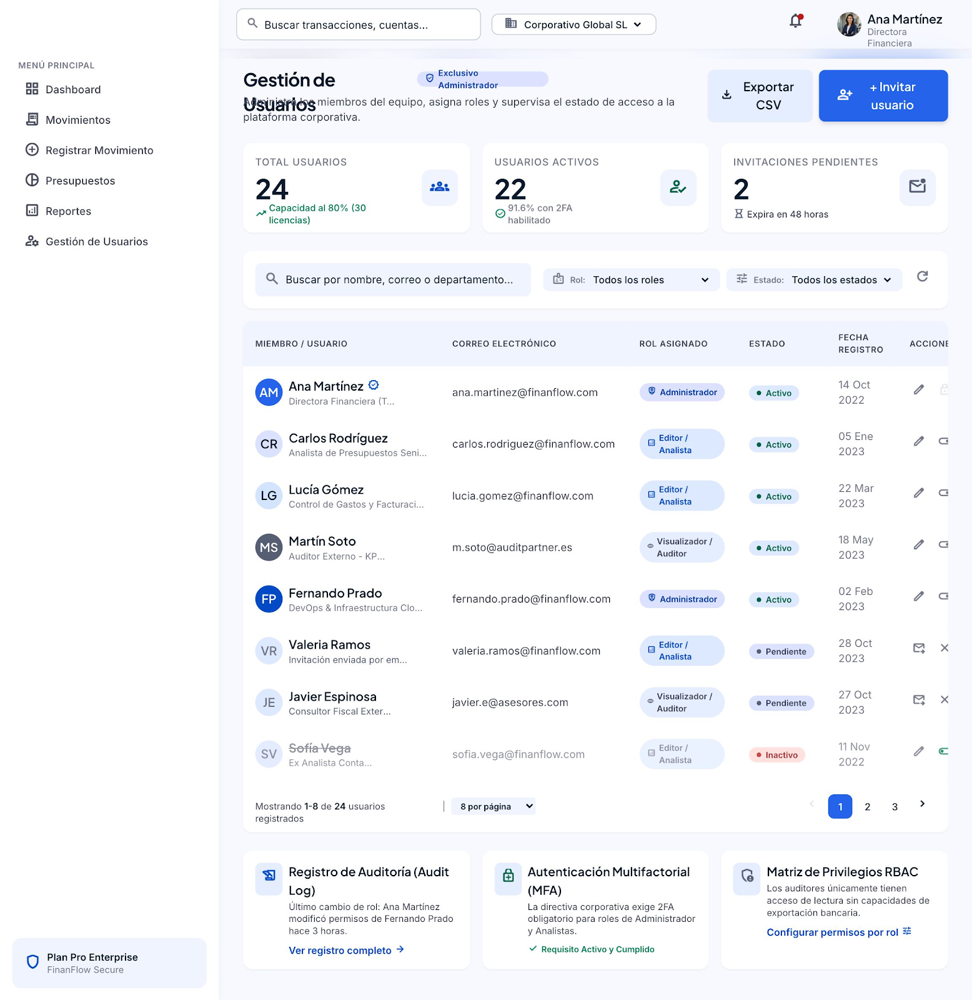 Buscar transacciones, cuentas...
Corporativo Global SL
Ana Martínez
Directora
Financiera
MENÚ PRINCIPAL
Dashboard
Movimientos
Registrar Movimiento
Presupuestos
Reportes
Gestión de Usuarios
Plan Pro Enterprise
FinanFlow Secure
Gestión de
Usuarios
Exclusivo
Administrador
Administra los miembros del equipo, asigna roles y supervisa el estado de acceso a la
plataforma corporativa.
Exportar
CSV
+ Invitar
usuario
TOTAL USUARIOS
24
Capacidad al 80% (30
licencias)
USUARIOS ACTIVOS
22
91.6% con 2FA
habilitado
INVITACIONES PENDIENTES
2
Expira en 48 horas
Buscar por nombre, correo o departamento...
Rol: Todos los roles
Estado: Todos los estados
MIEMBRO / USUARIO
CORREO ELECTRÓNICO
ROL ASIGNADO
ESTADO
FECHA
REGISTRO
ACCIONE
AM
Ana Martínez
Directora Financiera (T...
ana.martinez@finanflow.com
Administrador
Activo
14 Oct
2022
CR
Carlos Rodríguez
Analista de Presupuestos Seni...
carlos.rodriguez@finanflow.com
Editor /
Analista
Activo
05 Ene
2023
LG
Lucía Gómez
Control de Gastos y Facturaci...
lucia.gomez@finanflow.com
Editor /
Analista
Activo
22 Mar
2023
MS
Martín Soto
Auditor Externo - KP...
m.soto@auditpartner.es
Visualizador /
Auditor
Activo
18 May
2023
FP
Fernando Prado
DevOps & Infraestructura Clo...
fernando.prado@finanflow.com
Administrador
Activo
02 Feb
2023
VR
Valeria Ramos
Invitación enviada por em...
valeria.ramos@finanflow.com
Editor /
Analista
Pendiente
28 Oct
2023
JE
Javier Espinosa
Consultor Fiscal Exter...
javier.e@asesores.com
Visualizador /
Auditor
Pendiente
27 Oct
2023
SV
Sofía Vega
Ex Analista Conta...
sofia.vega@finanflow.com
Editor /
Analista
Inactivo
11 Nov
2022
Mostrando 1-8 de 24 usuarios
registrados
|
8 por página
1
2
3
Registro de Auditoría (Audit
Log)
Último cambio de rol: Ana Martínez
modificó permisos de Fernando Prado
hace 3 horas.
Ver registro completo
Autenticación Multifactorial
(MFA)
La directiva corporativa exige 2FA
obligatorio para roles de Administrador
y Analistas.
Requisito Activo y Cumplido
Matriz de Privilegios RBAC
Los auditores únicamente tienen
acceso de lectura sin capacidades de
exportación bancaria.
Configurar permisos por rol